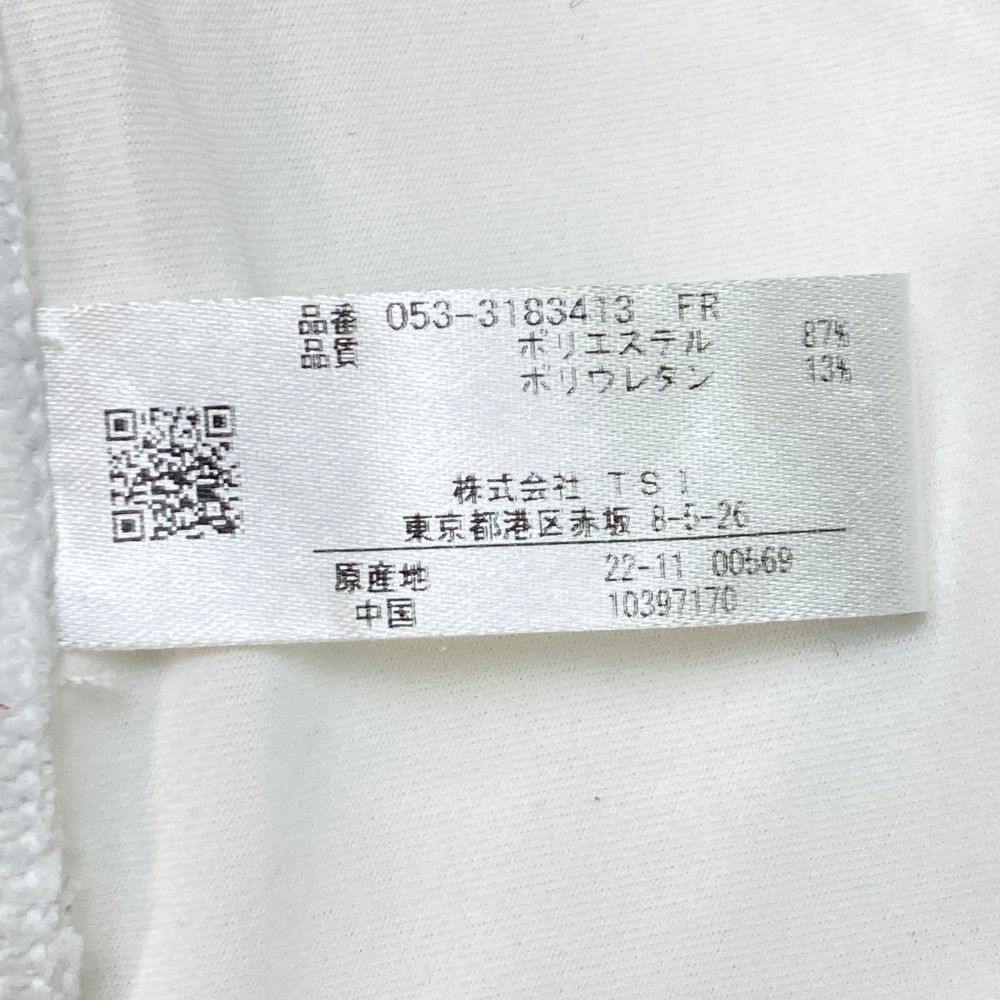 品番 053-3183413 FR
品質 ポリエステル 87%
ポリウレタン 13%
株式会社 TSI
東京都港区赤坂 8-5-26
原産地 22-11 00569
中国 10397170